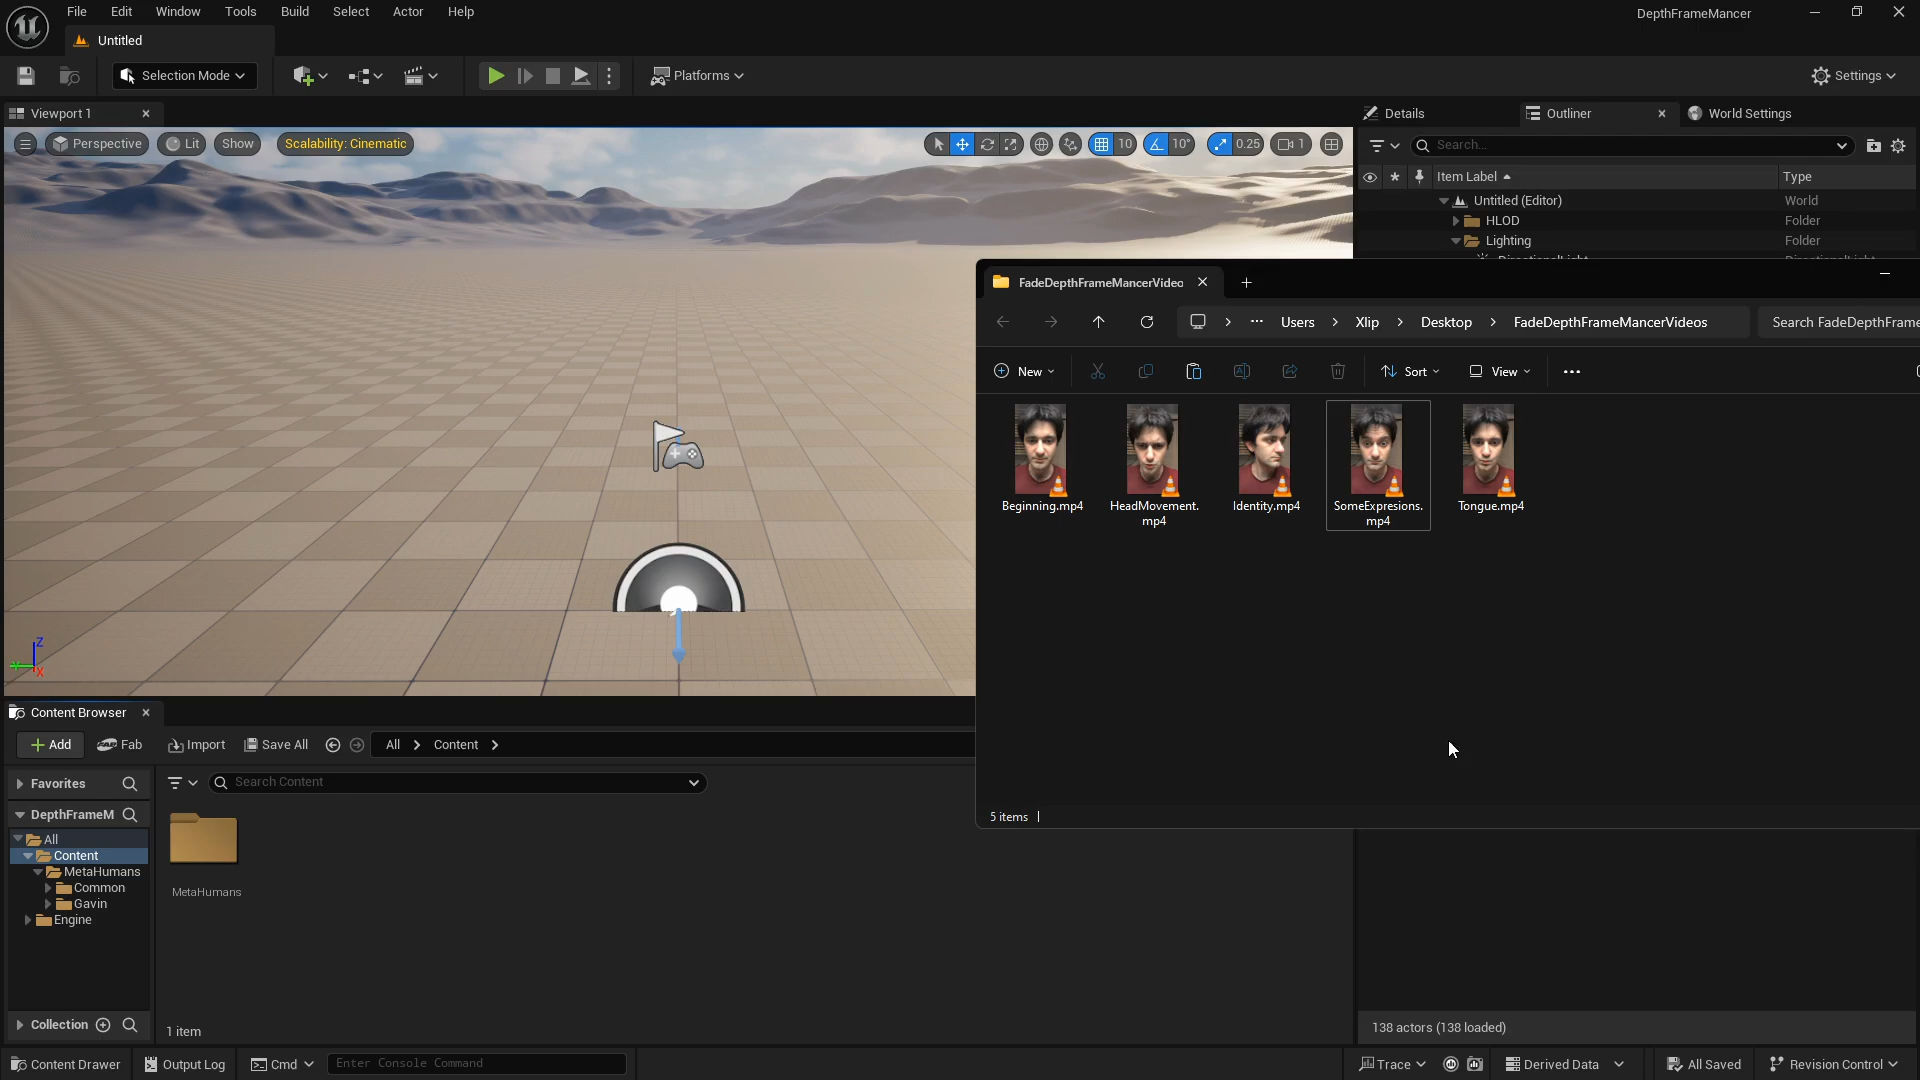 File Edit Window Tools Build Select Actor Help
DepthFrameMancer
Untitled
Selection Mode
Platforms
Settings
Viewport 1
Details
Outliner
World Settings
Perspective
Lit
Show
Scalability: Cinematic
10
10°
0.25
1
Search...
Item Label
Type
Untitled (Editor) World
HLOD Folder
Lighting Folder
DirectionalLight DirectionalLight
FadeDepthFrameMancerVideo
Users
Xlip
Desktop
FadeDepthFrameMancerVideos
Search FadeDepthFrame
New
Sort
View
Beginning.mp4
HeadMovement.
mp4
Identity.mp4
SomeExpresions.
mp4
Tongue.mp4
5 items
Content Browser
Add
Fab
Import
Save All
All
Content
Favorites
Search Content
DepthFrameM
All
Content
MetaHumans
Common
Gavin
Engine
MetaHumans
Collection
1 item
138 actors (138 loaded)
Content Drawer
Output Log
Cmd
Enter Console Command
Trace
Derived Data
All Saved
Revision Control